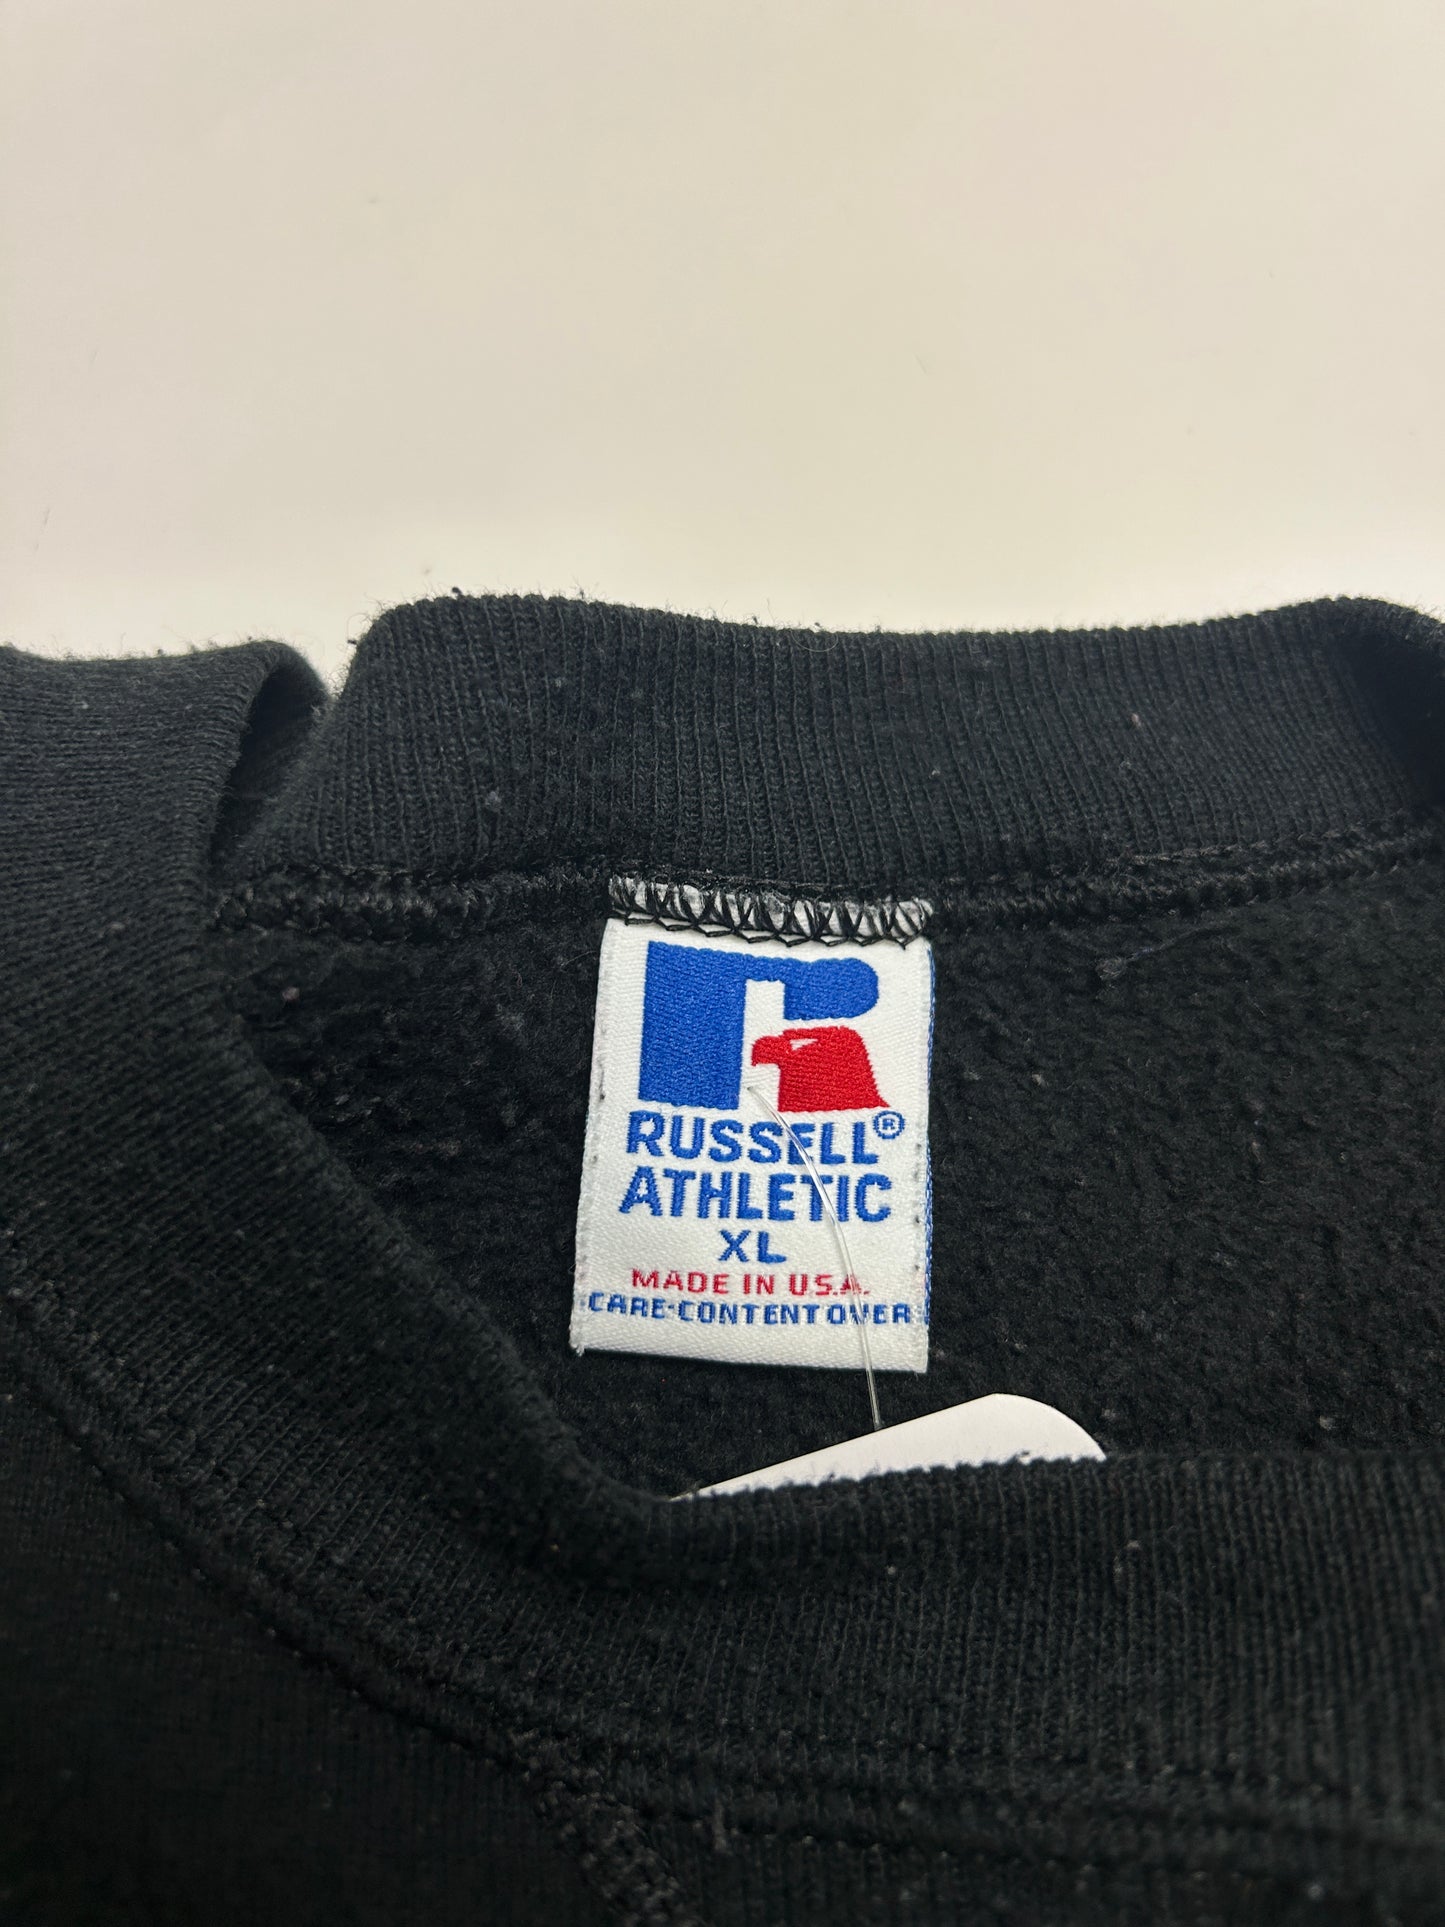 RUSSELL®
ATHLETIC
XL
MADE IN U.S.A.
CARE·CONTENT OVER